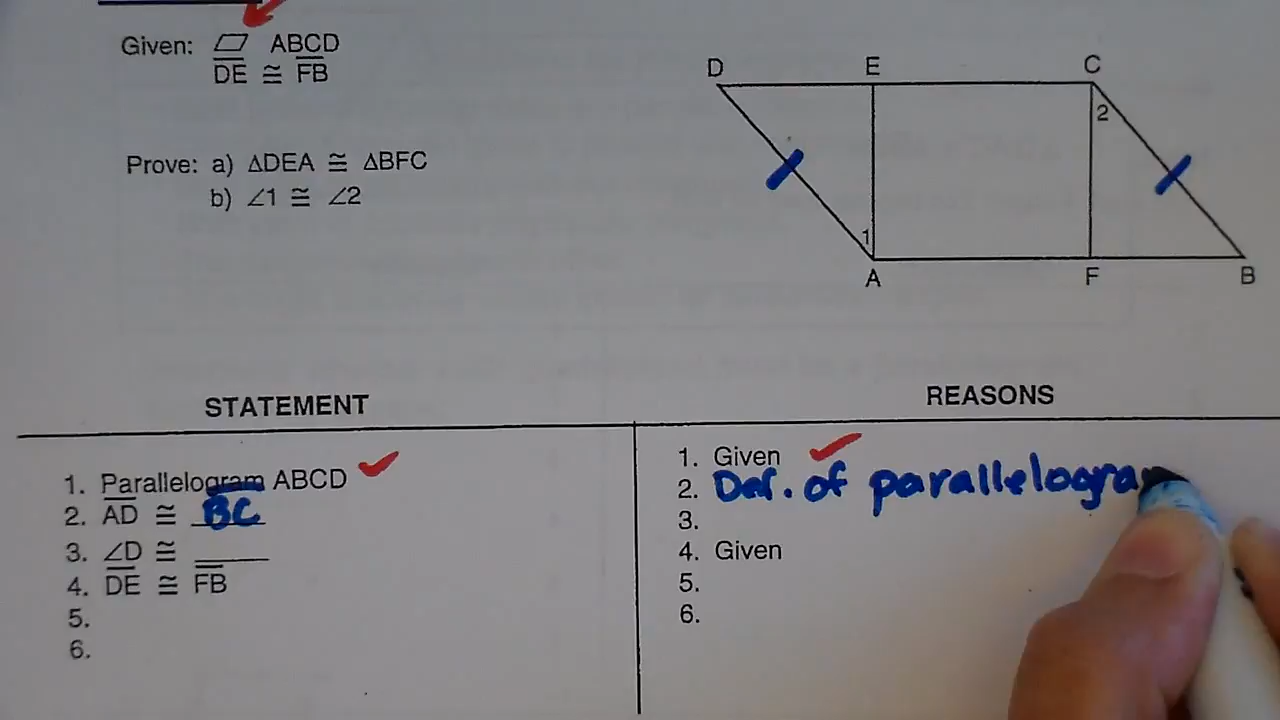 Given: ▱ ABCD
DE ≅ FB
Prove: a) ΔDEA ≅ ΔBFC
b) ∠1 ≅ ∠2
D E C
2
1
A F B
STATEMENT
REASONS
1. Parallelogram ABCD
2. AD ≅ BC
3. ∠D ≅ ____
4. DE ≅ FB
5.
6.
1. Given
2. Def. of parallelogra
3.
4. Given
5.
6.